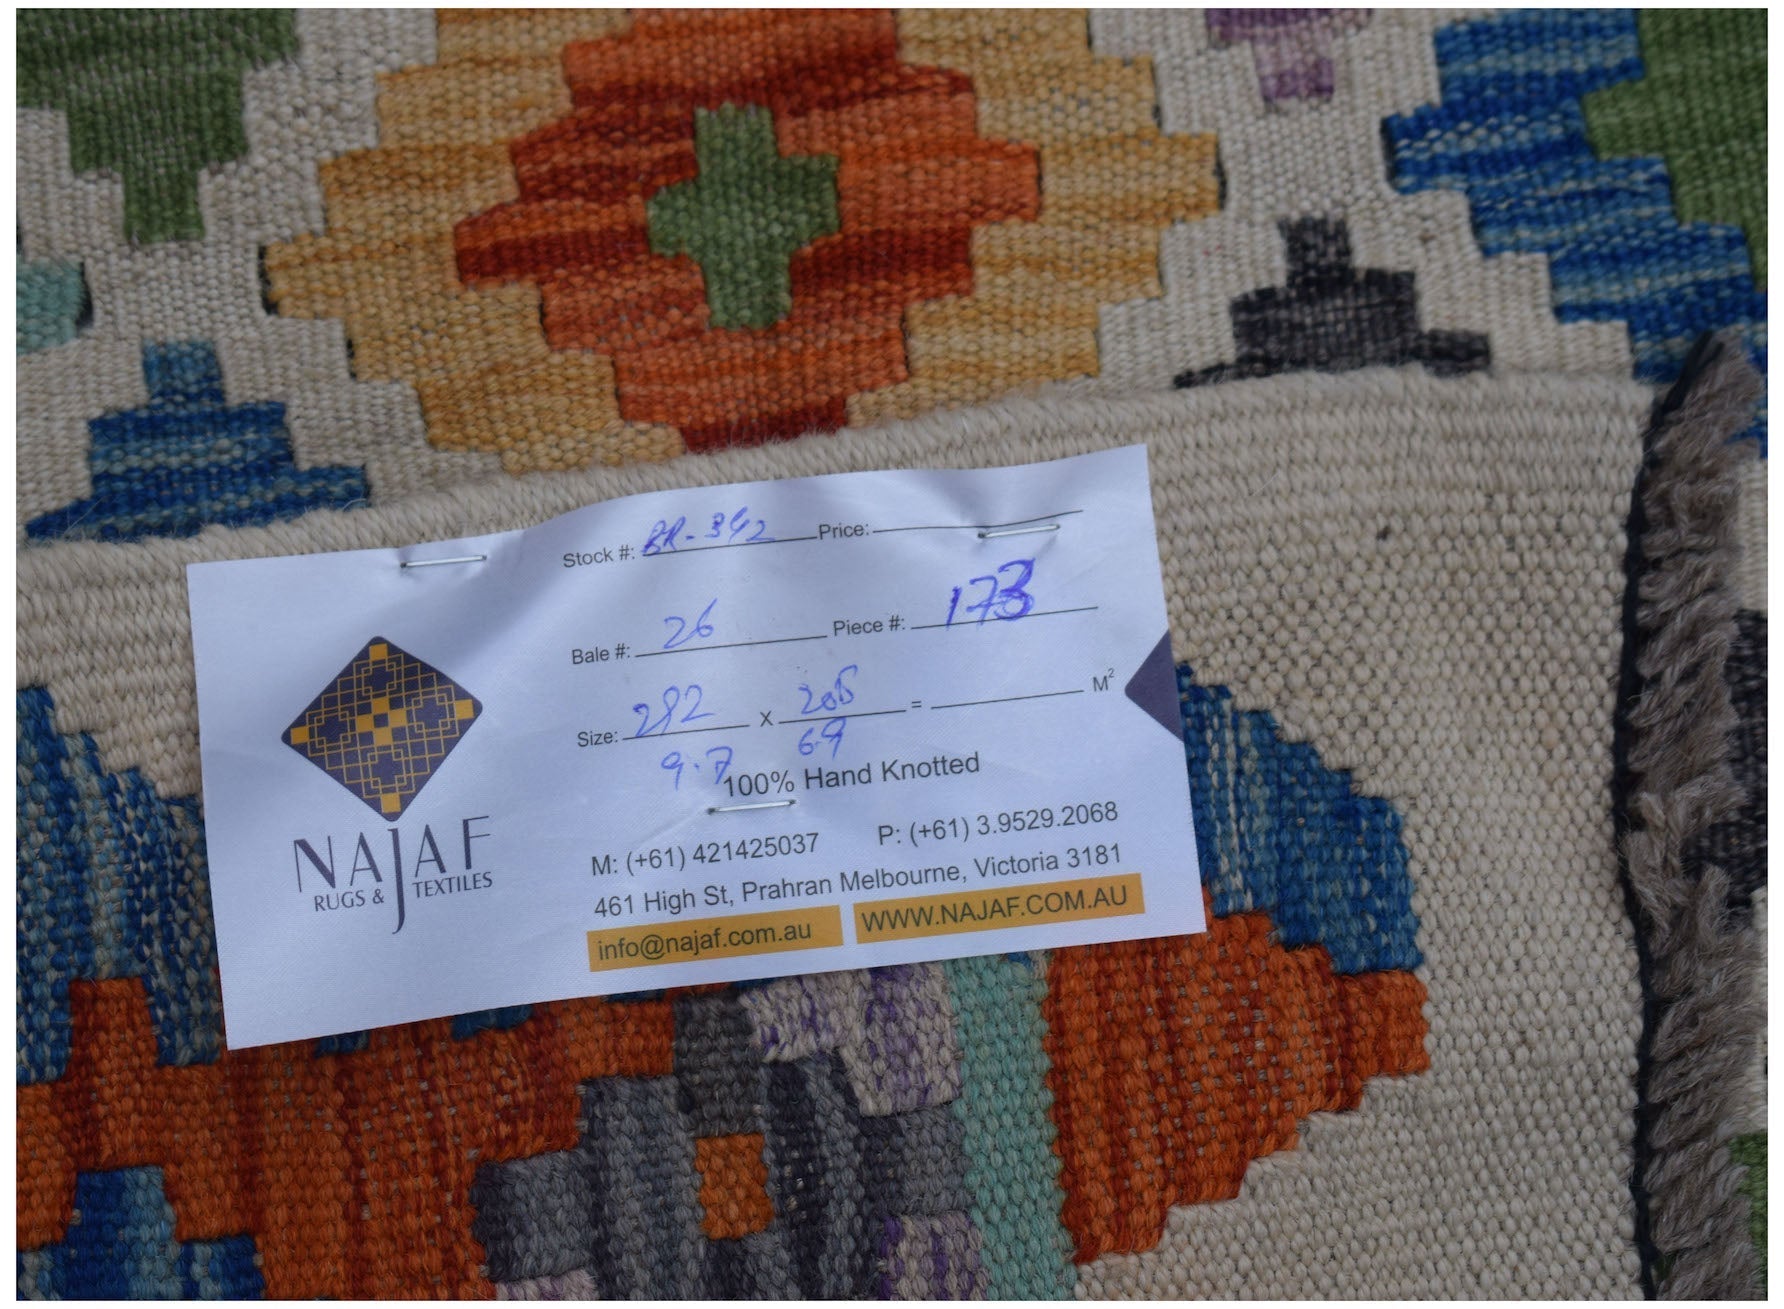 Stock #: BR-342 Price:
Bale #: 26 Piece #: 173
Size: 292 x 205 = M²
9.7 6.9
100% Hand Knotted
NAJAF
RUGS & TEXTILES
M: (+61) 421425037 P: (+61) 3.9529.2068
461 High St, Prahran Melbourne, Victoria 3181
info@najaf.com.au WWW.NAJAF.COM.AU